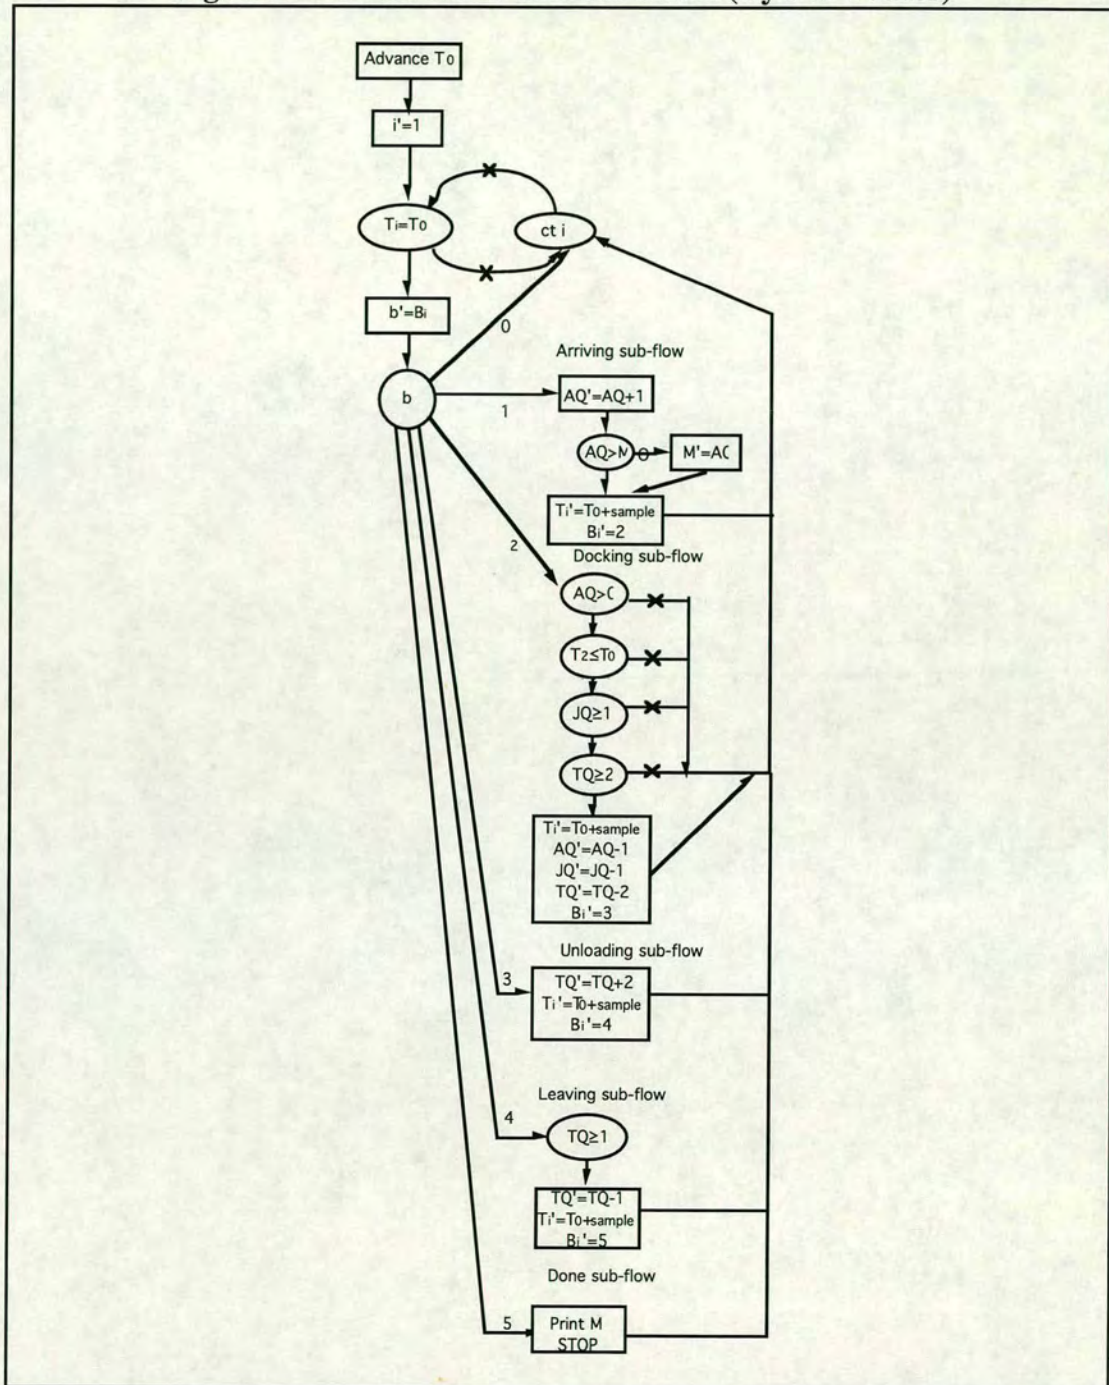 Advance T0
i'=1
Ti=T0
ct i
b'=Bi
0
Arriving sub-flow
b
1
AQ'=AQ+1
AQ>M
M'=AQ
Ti'=T0+sample
Bi'=2
2
Docking sub-flow
AQ>0
T2≤T0
JQ≥1
TQ≥2
Ti'=T0+sample
AQ'=AQ-1
JQ'=JQ-1
TQ'=TQ-2
Bi'=3
Unloading sub-flow
3
TQ'=TQ+2
Ti'=T0+sample
Bi'=4
Leaving sub-flow
4
TQ≥1
TQ'=TQ-1
Ti'=T0+sample
Bi'=5
Done sub-flow
5
Print M
STOP